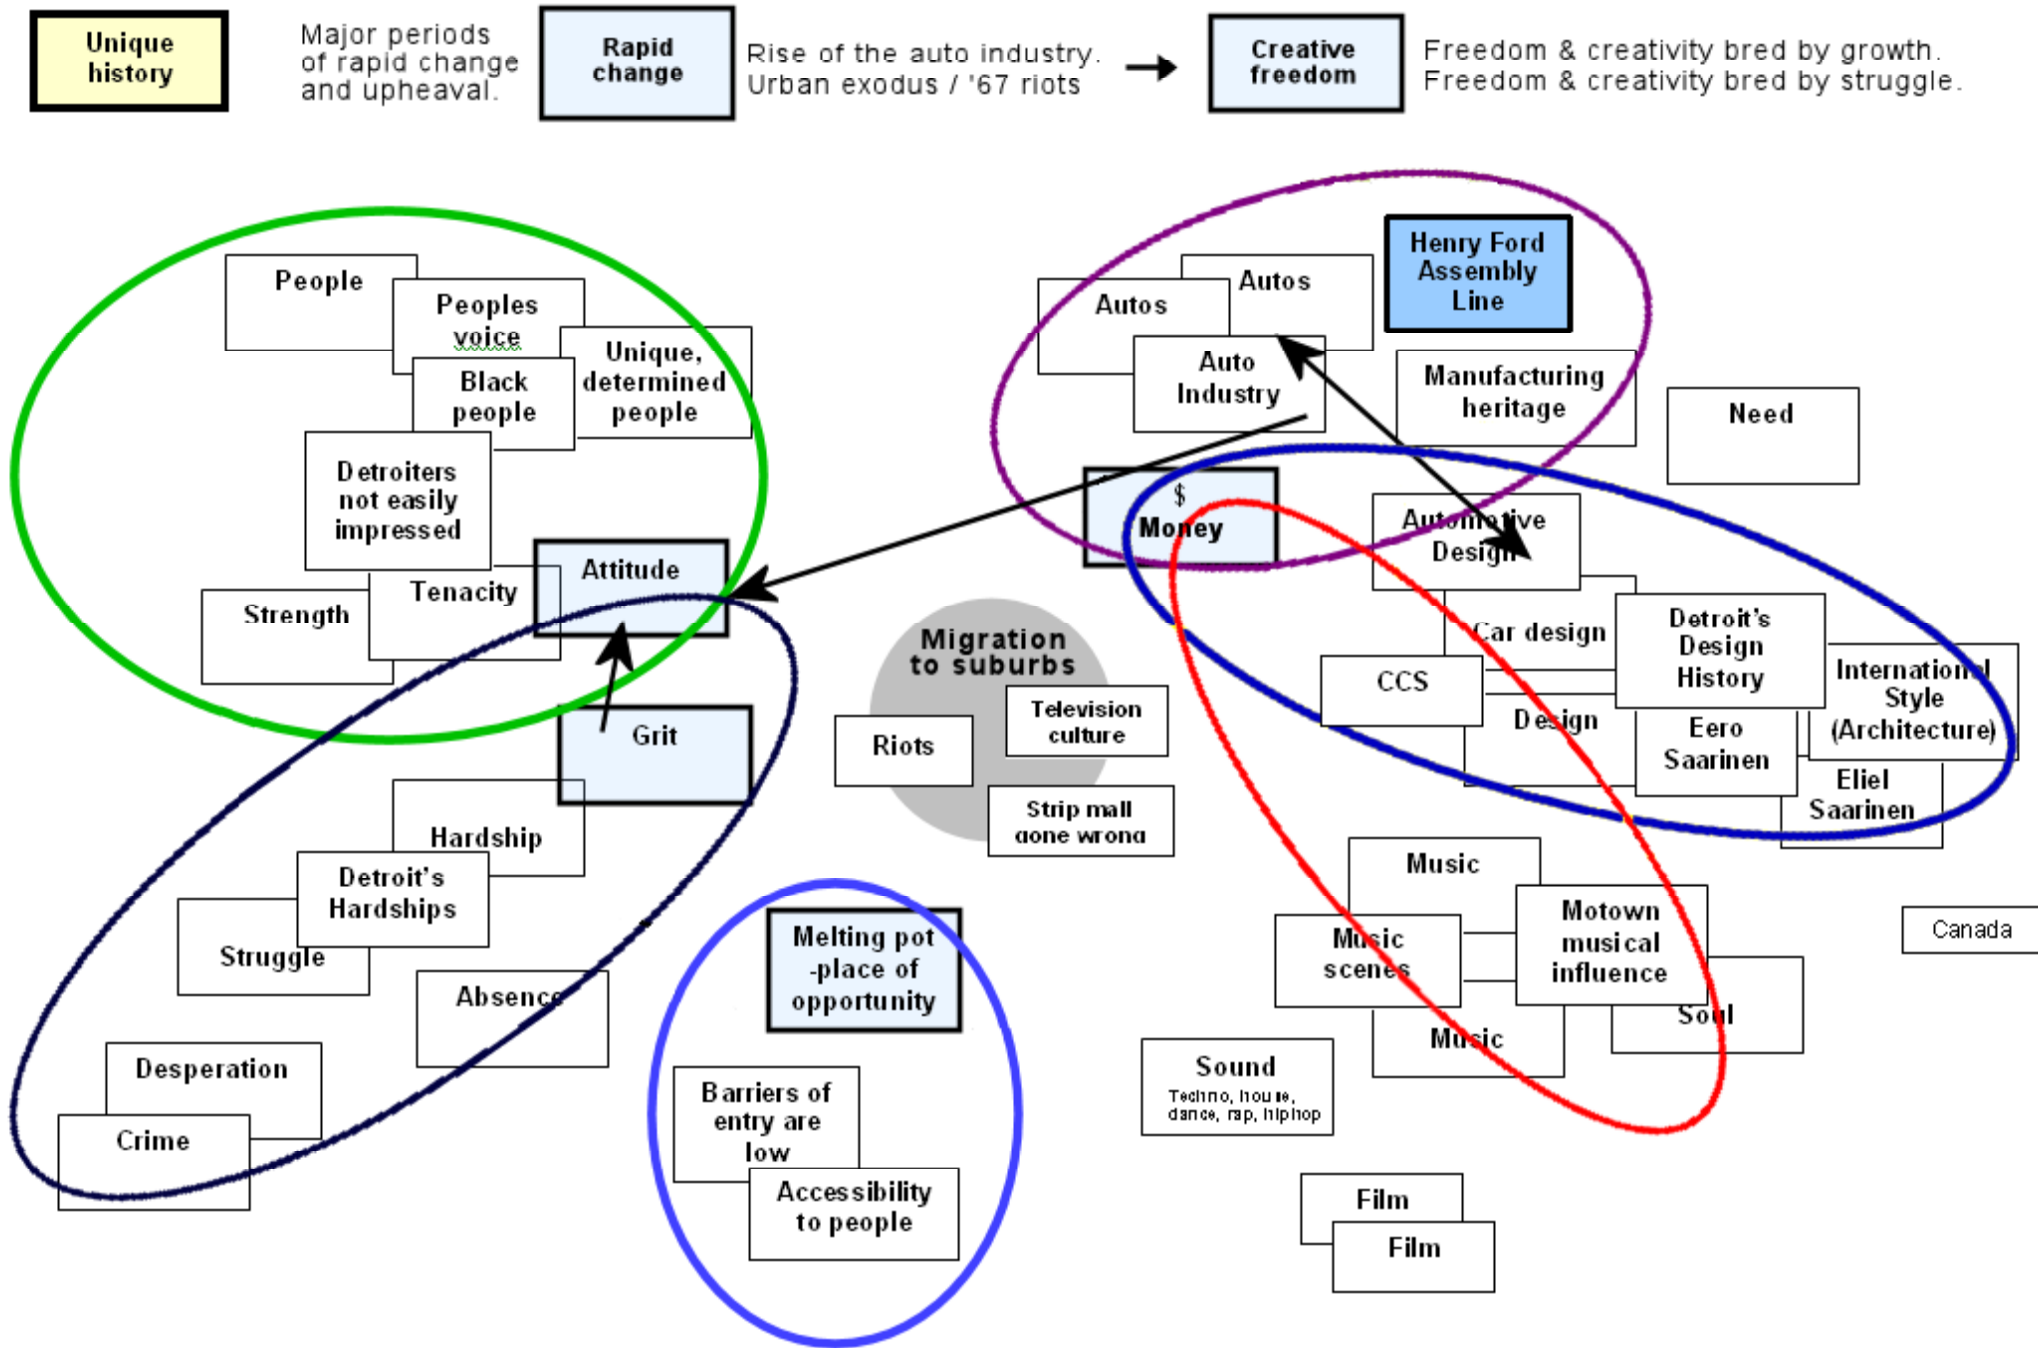 Unique
history
Major periods
of rapid change
and upheaval.
Rapid
change
Rise of the auto industry.
Urban exodus / '67 riots
Creative
freedom
Freedom & creativity bred by growth.
Freedom & creativity bred by struggle.
People
Peoples
voice
Unique,
determined
people
Black
people
Detroiters
not easily
impressed
Attitude
Tenacity
Strength
Grit
Hardship
Detroit's
Hardships
Struggle
Absence
Desperation
Crime
Melting pot
-place of
opportunity
Barriers of
entry are
low
Accessibility
to people
Migration
to suburbs
Television
culture
Riots
Strip mall
gone wrong
Autos
Autos
Auto
Industry
Henry Ford
Assembly
Line
Manufacturing
heritage
Need
$
Money
Automotive
Design
Car design
Detroit's
Design
History
CCS
Design
International
Style
(Architecture)
Eero
Saarinen
Eliel
Saarinen
Music
Music
scenes
Motown
musical
influence
Music
Soul
Canada
Sound
Techno, house,
dance, rap, hiphop
Film
Film